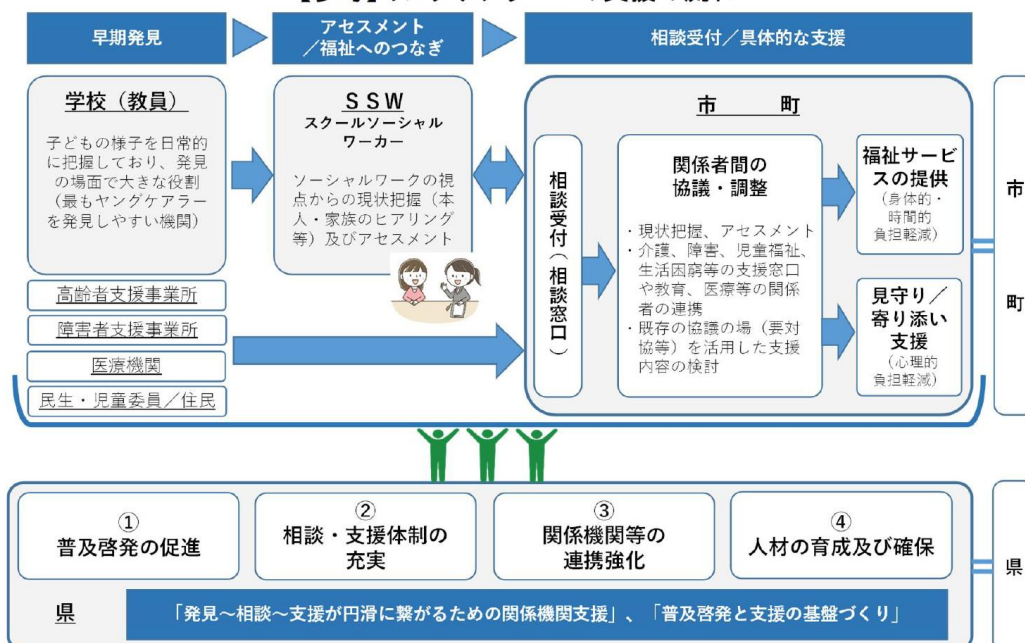 早期発見
アセスメント
／福祉へのつなぎ
相談受付／具体的な支援
学校（教員）
子どもの様子を日常的
に把握しており、発見
の場面で大きな役割
（最もヤングケアラー
を発見しやすい機関）
高齢者支援事業所
障害者支援事業所
医療機関
民生・児童委員／住民
ＳＳＷ
スクールソーシャル
ワーカー
ソーシャルワークの視
点からの現状把握（本
人・家族のヒアリング
等）及びアセスメント
市　町
相談受付（相談窓口）
関係者間の
協議・調整
・現状把握、アセスメント
・介護、障害、児童福祉、
生活困窮等の支援窓口
や教育、医療等の関係
者の連携
・既存の協議の場（要対
協等）を活用した支援
内容の検討
福祉サービ
スの提供
（身体的・
時間的
負担軽減）
見守り／
寄り添い
支援
（心理的
負担軽減）
市
町
①
普及啓発の促進
②
相談・支援体制の
充実
③
関係機関等の
連携強化
④
人材の育成及び確保
県
「発見～相談～支援が円滑に繋がるための関係機関支援」、「普及啓発と支援の基盤づくり」
県